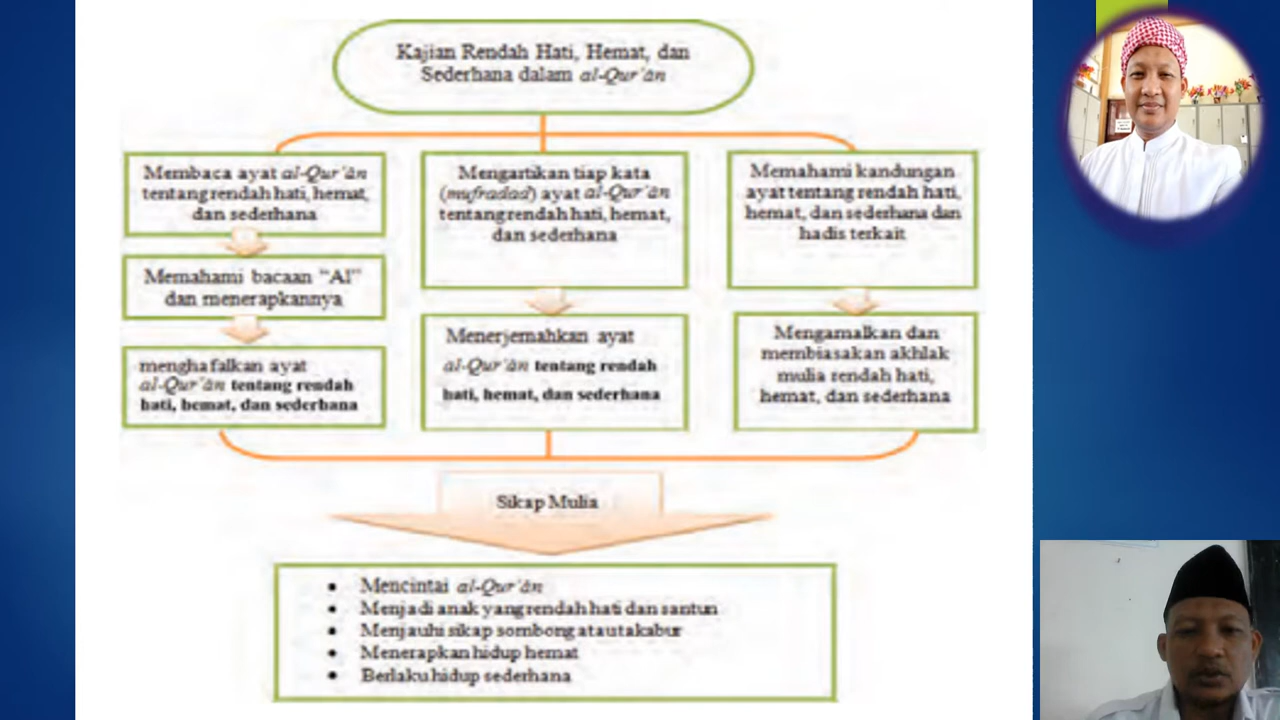 Kajian Rendah Hati, Hemat, dan
Sederhana dalam al-Qur’ān
Membaca ayat al-Qur’ān
tentang rendah hati, hemat,
dan sederhana
Memahami bacaan “Al”
dan menerapkannya
menghafalkan ayat
al-Qur’ān tentang rendah
hati, hemat, dan sederhana
Mengartikan tiap kata
(mufradad) ayat al-Qur’ān
tentang rendah hati, hemat,
dan sederhana
Menerjemahkan ayat
al-Qur’ān tentang rendah
hati, hemat, dan sederhana
Memahami kandungan
ayat tentang rendah hati,
hemat, dan sederhana dan
hadis terkait
Mengamalkan dan
membiasakan akhlak
mulia rendah hati,
hemat, dan sederhana
Sikap Mulia
• Mencintai al-Qur’ān
• Menjadi anak yang rendah hati dan santun
• Menjauhi sikap sombong atau takabur
• Menerapkan hidup hemat
• Berlaku hidup sederhana